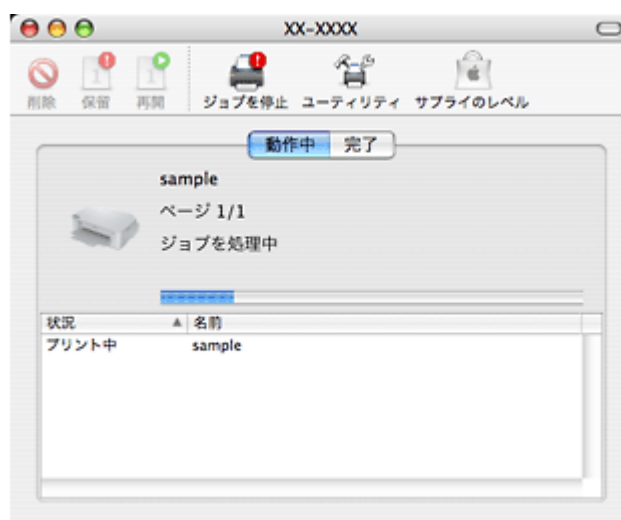 XX-XXXX
削除 保留 再開 ジョブを停止 ユーティリティ サプライのレベル
動作中 完了
sample
ページ 1/1
ジョブを処理中
状況 名前
プリント中 sample